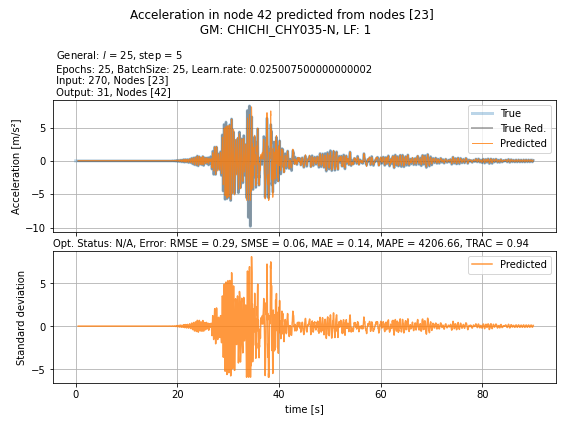 Acceleration in node 42 predicted from nodes [23]
GM: CHICHI_CHY035-N, LF: 1
General: l = 25, step = 5
Epochs: 25, BatchSize: 25, Learn.rate: 0.025007500000000002
Input: 270, Nodes [23]
Output: 31, Nodes [42]
True
True Red.
Predicted
Acceleration [m/s²]
5
0
−5
−10
Opt. Status: N/A, Error: RMSE = 0.29, SMSE = 0.06, MAE = 0.14, MAPE = 4206.66, TRAC = 0.94
Predicted
Standard deviation
5
0
−5
0 20 40 60 80
time [s]